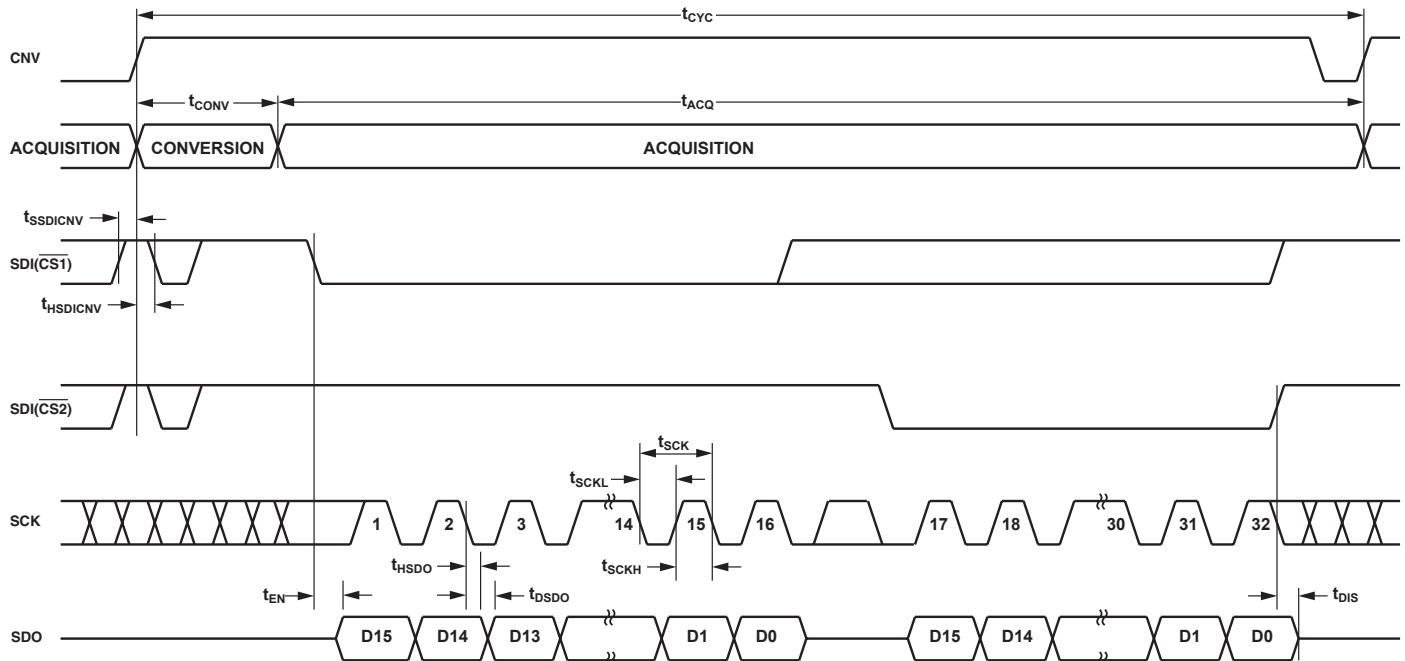 tCYC
CNV
tCONV
tACQ
ACQUISITION CONVERSION ACQUISITION
tSSDICNV
SDI(CS1)
tHSDICNV
SDI(CS2)
tSCK
tSCKL
SCK 1 2 3 14 15 16 17 18 30 31 32
tHSDO
tSCKH
tEN
tDSDO
tDIS
SDO D15 D14 D13 D1 D0 D15 D14 D1 D0